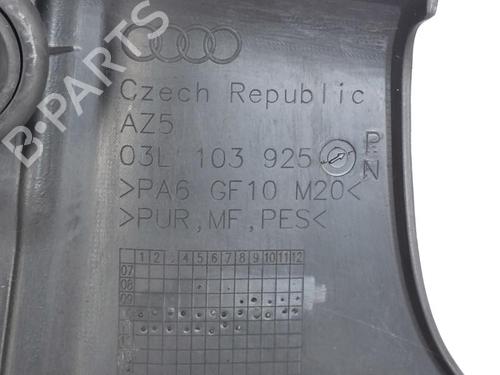 Czech Republic
AZ5
03L 103 925 P
N
>PA6 GF10 M20<
>PUR,MF,PES<
1 2 3 4 5 6 7 8 9 10 11 12
07
08
09
B-PARTS